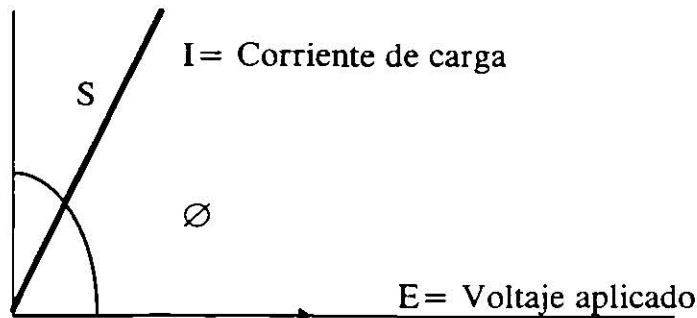 I= Corriente de carga
S
∅
E= Voltaje aplicado